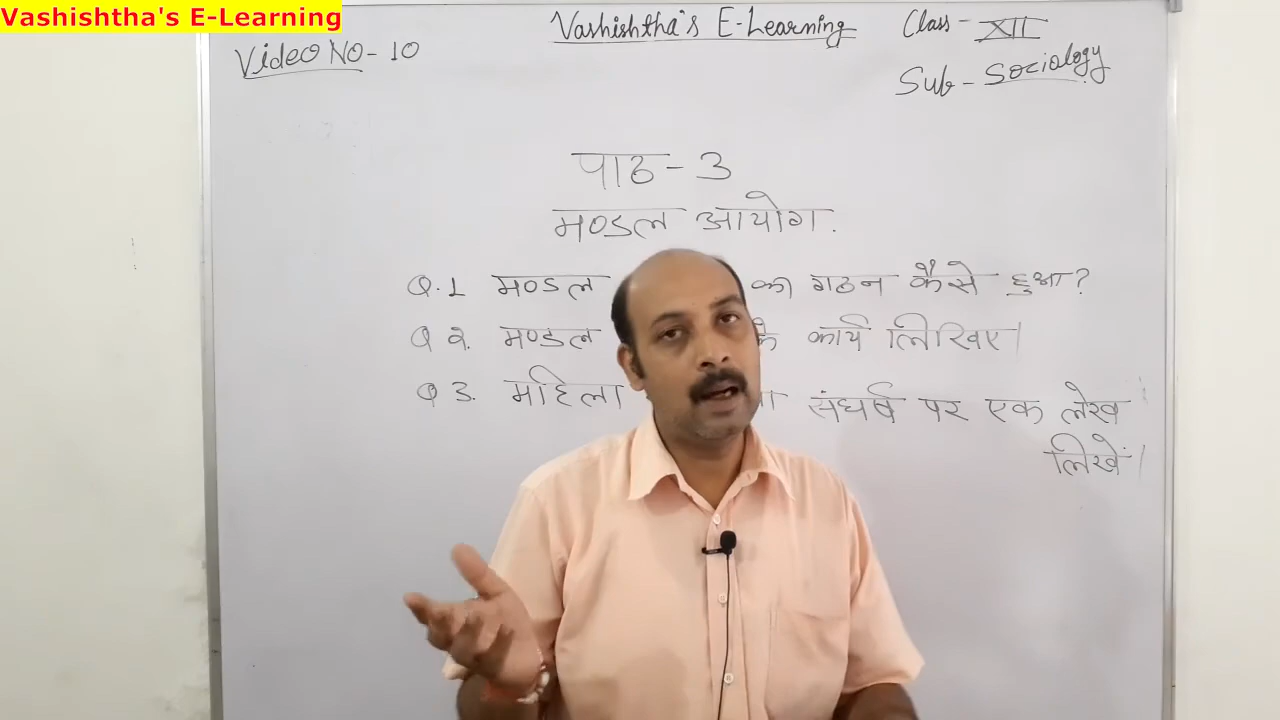 Vashishtha's E-Learning
Video No- 10
Vashishtha's E-Learning
Class - XII
Sub - Sociology
पाठ - 3
मण्डल आयोग.
Q.1 मण्डल का गठन कैसे हुआ?
Q 2. मण्डल के कार्य लिखिए।
Q 3. महिला संघर्ष पर एक लेख
लिखें।